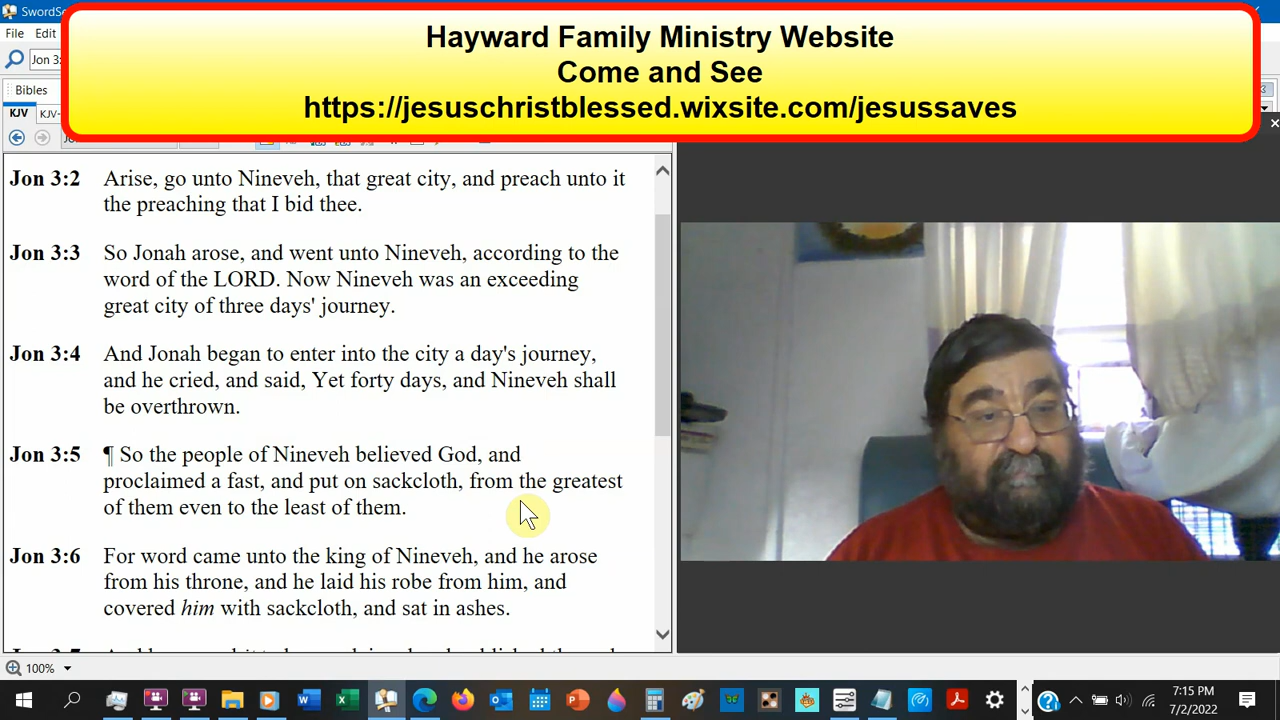 SwordSe
Hayward Family Ministry Website
Come and See
https://jesuschristblessed.wixsite.com/jesussaves
File Edit
Jon 3:
Bibles
KJV KJV-
Jon 3:2 Arise, go unto Nineveh, that great city, and preach unto it
the preaching that I bid thee.
Jon 3:3 So Jonah arose, and went unto Nineveh, according to the
word of the LORD. Now Nineveh was an exceeding
great city of three days' journey.
Jon 3:4 And Jonah began to enter into the city a day's journey,
and he cried, and said, Yet forty days, and Nineveh shall
be overthrown.
Jon 3:5 ¶ So the people of Nineveh believed God, and
proclaimed a fast, and put on sackcloth, from the greatest
of them even to the least of them.
Jon 3:6 For word came unto the king of Nineveh, and he arose
from his throne, and he laid his robe from him, and
covered him with sackcloth, and sat in ashes.
100%
7:15 PM
7/2/2022